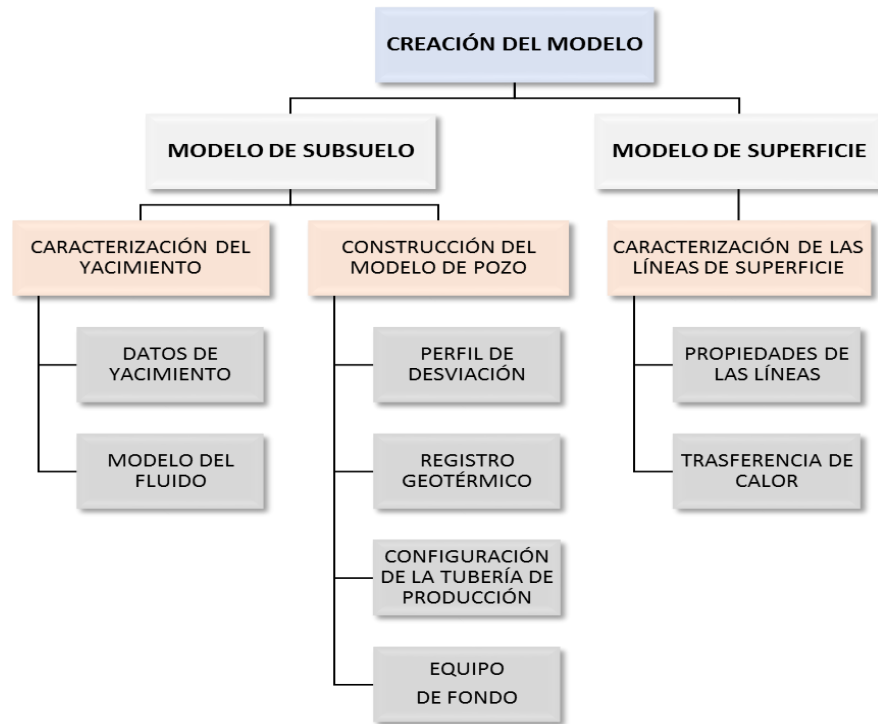 CREACIÓN DEL MODELO
MODELO DE SUBSUELO
MODELO DE SUPERFICIE
CARACTERIZACIÓN DEL
YACIMIENTO
CONSTRUCCIÓN DEL
MODELO DE POZO
CARACTERIZACIÓN DE LAS
LÍNEAS DE SUPERFICIE
DATOS DE
YACIMIENTO
MODELO DEL
FLUIDO
PERFIL DE
DESVIACIÓN
REGISTRO
GEOTÉRMICO
CONFIGURACIÓN
DE LA TUBERÍA DE
PRODUCCIÓN
EQUIPO
DE FONDO
PROPIEDADES DE
LAS LÍNEAS
TRASFERENCIA DE
CALOR